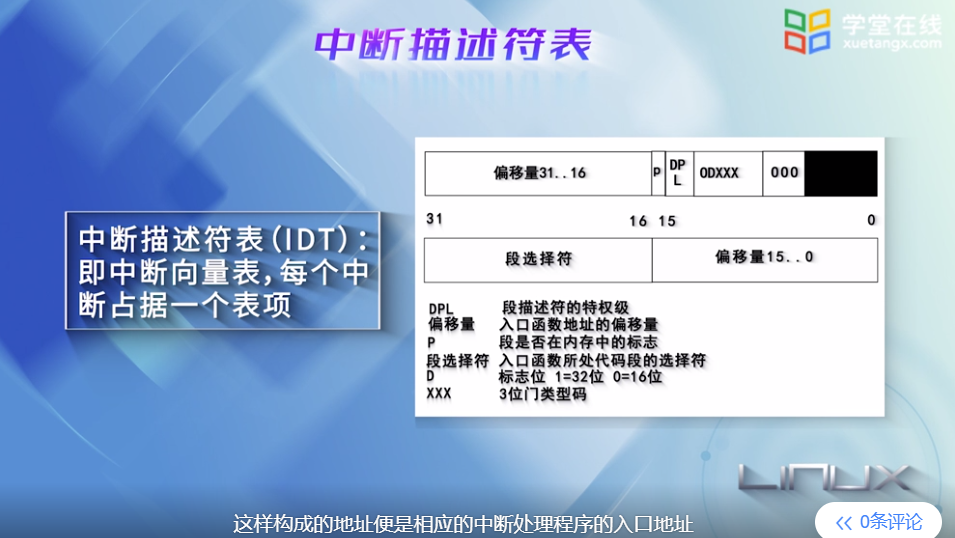 中断描述符表
学堂在线
xuetangx.com
偏移量31..16
P
DP
L
0DXXX
000
31
16 15
0
中断描述符表(IDT):
即中断向量表,每个中
断占据一个表项
段选择符
偏移量15..0
DPL 段描述符的特权级
偏移量 入口函数地址的偏移量
P 段是否在内存中的标志
段选择符 入口函数所处代码段的选择符
D 标志位 1=32位 0=16位
XXX 3位门类型码
LINUX
这样构成的地址便是相应的中断处理程序的入口地址
0条评论